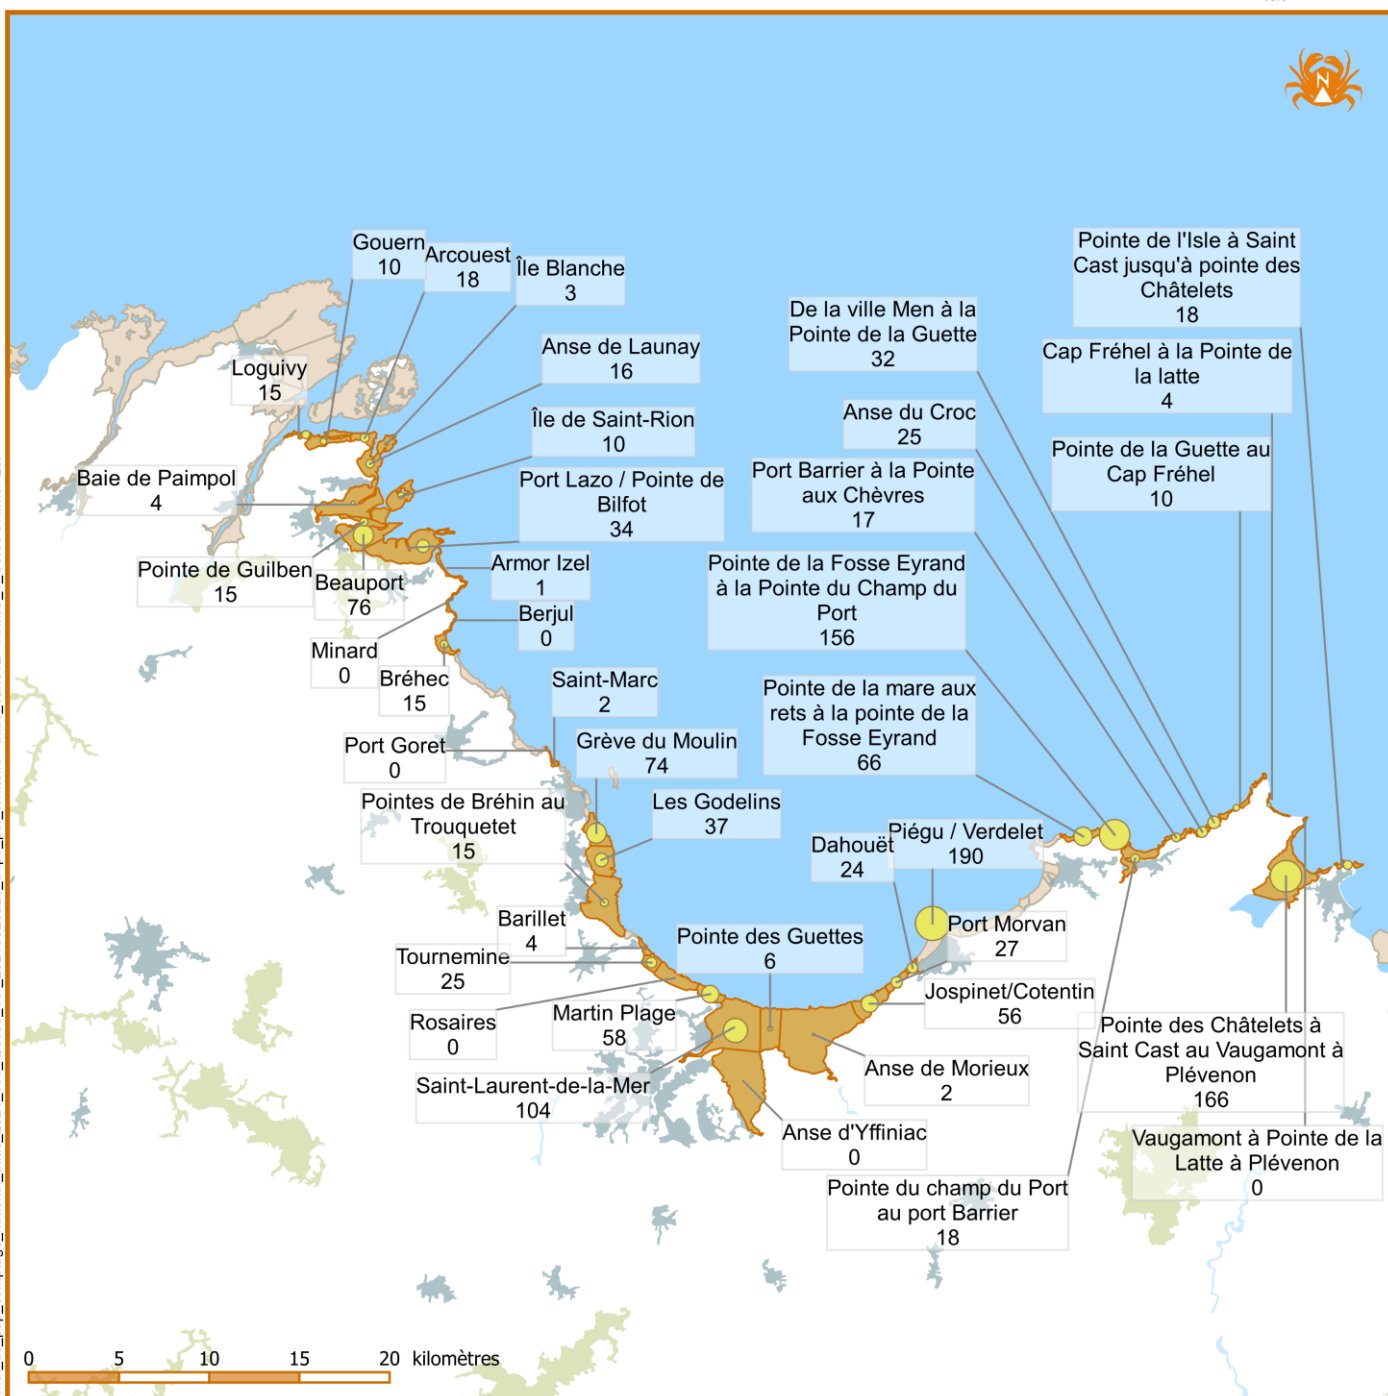 N
Gouern
10
Arcouest
18
Île Blanche
3
Loguivy
15
Anse de Launay
16
Île de Saint-Rion
10
Baie de Paimpol
4
Port Lazo / Pointe de
Bilfot
34
Pointe de Guilben
15
Beauport
76
Armor Izel
1
Berjul
0
Minard
0
Bréhec
15
Saint-Marc
2
Port Goret
0
Grève du Moulin
74
Pointes de Bréhin au
Trouquetet
15
Les Godelins
37
Barillet
4
Tournemine
25
Rosaires
0
Martin Plage
58
Saint-Laurent-de-la-Mer
104
Pointe des Guettes
6
Anse d'Yffiniac
0
Anse de Morieux
2
Jospinet/Cotentin
56
Port Morvan
27
Dahouët
24
Piégu / Verdelet
190
Pointe de la mare aux
rets à la pointe de la
Fosse Eyrand
66
Pointe de la Fosse Eyrand
à la Pointe du Champ du
Port
156
Port Barrier à la Pointe
aux Chèvres
17
Anse du Croc
25
De la ville Men à la
Pointe de la Guette
32
Pointe de l'Isle à Saint
Cast jusqu'à pointe des
Châtelets
18
Cap Fréhel à la Pointe de
la latte
4
Pointe de la Guette au
Cap Fréhel
10
Pointe des Châtelets à
Saint Cast au Vaugamont à
Plévenon
166
Vaugamont à Pointe de la
Latte à Plévenon
0
Pointe du champ du Port
au port Barrier
18
0 5 10 15 20 kilomètres